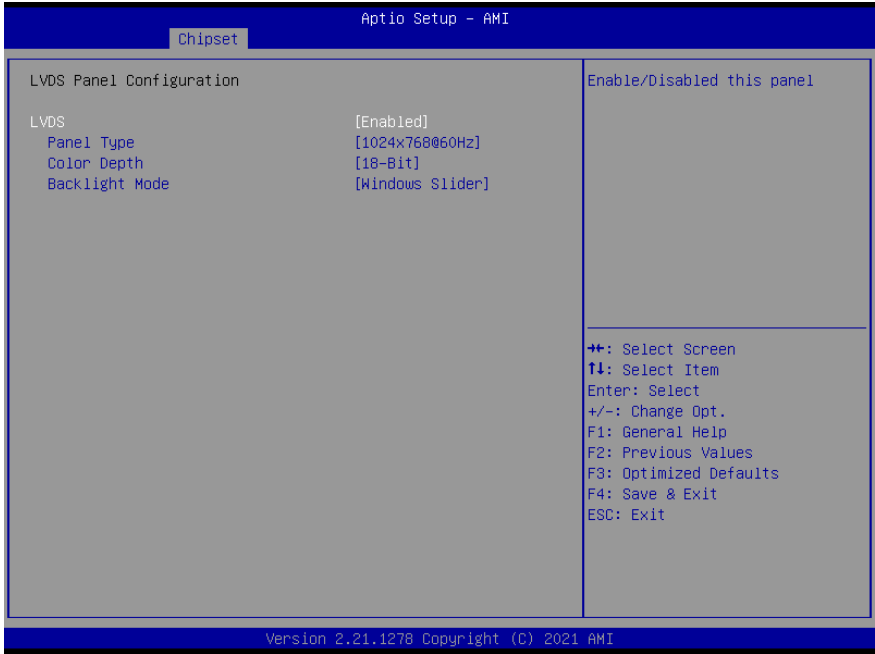 Aptio Setup – AMI
Chipset
LVDS Panel Configuration
LVDS [Enabled]
Panel Type [1024x768@60Hz]
Color Depth [18-Bit]
Backlight Mode [Windows Slider]
Enable/Disabled this panel
→←: Select Screen
↑↓: Select Item
Enter: Select
+/-: Change Opt.
F1: General Help
F2: Previous Values
F3: Optimized Defaults
F4: Save & Exit
ESC: Exit
Version 2.21.1278 Copyright (C) 2021 AMI